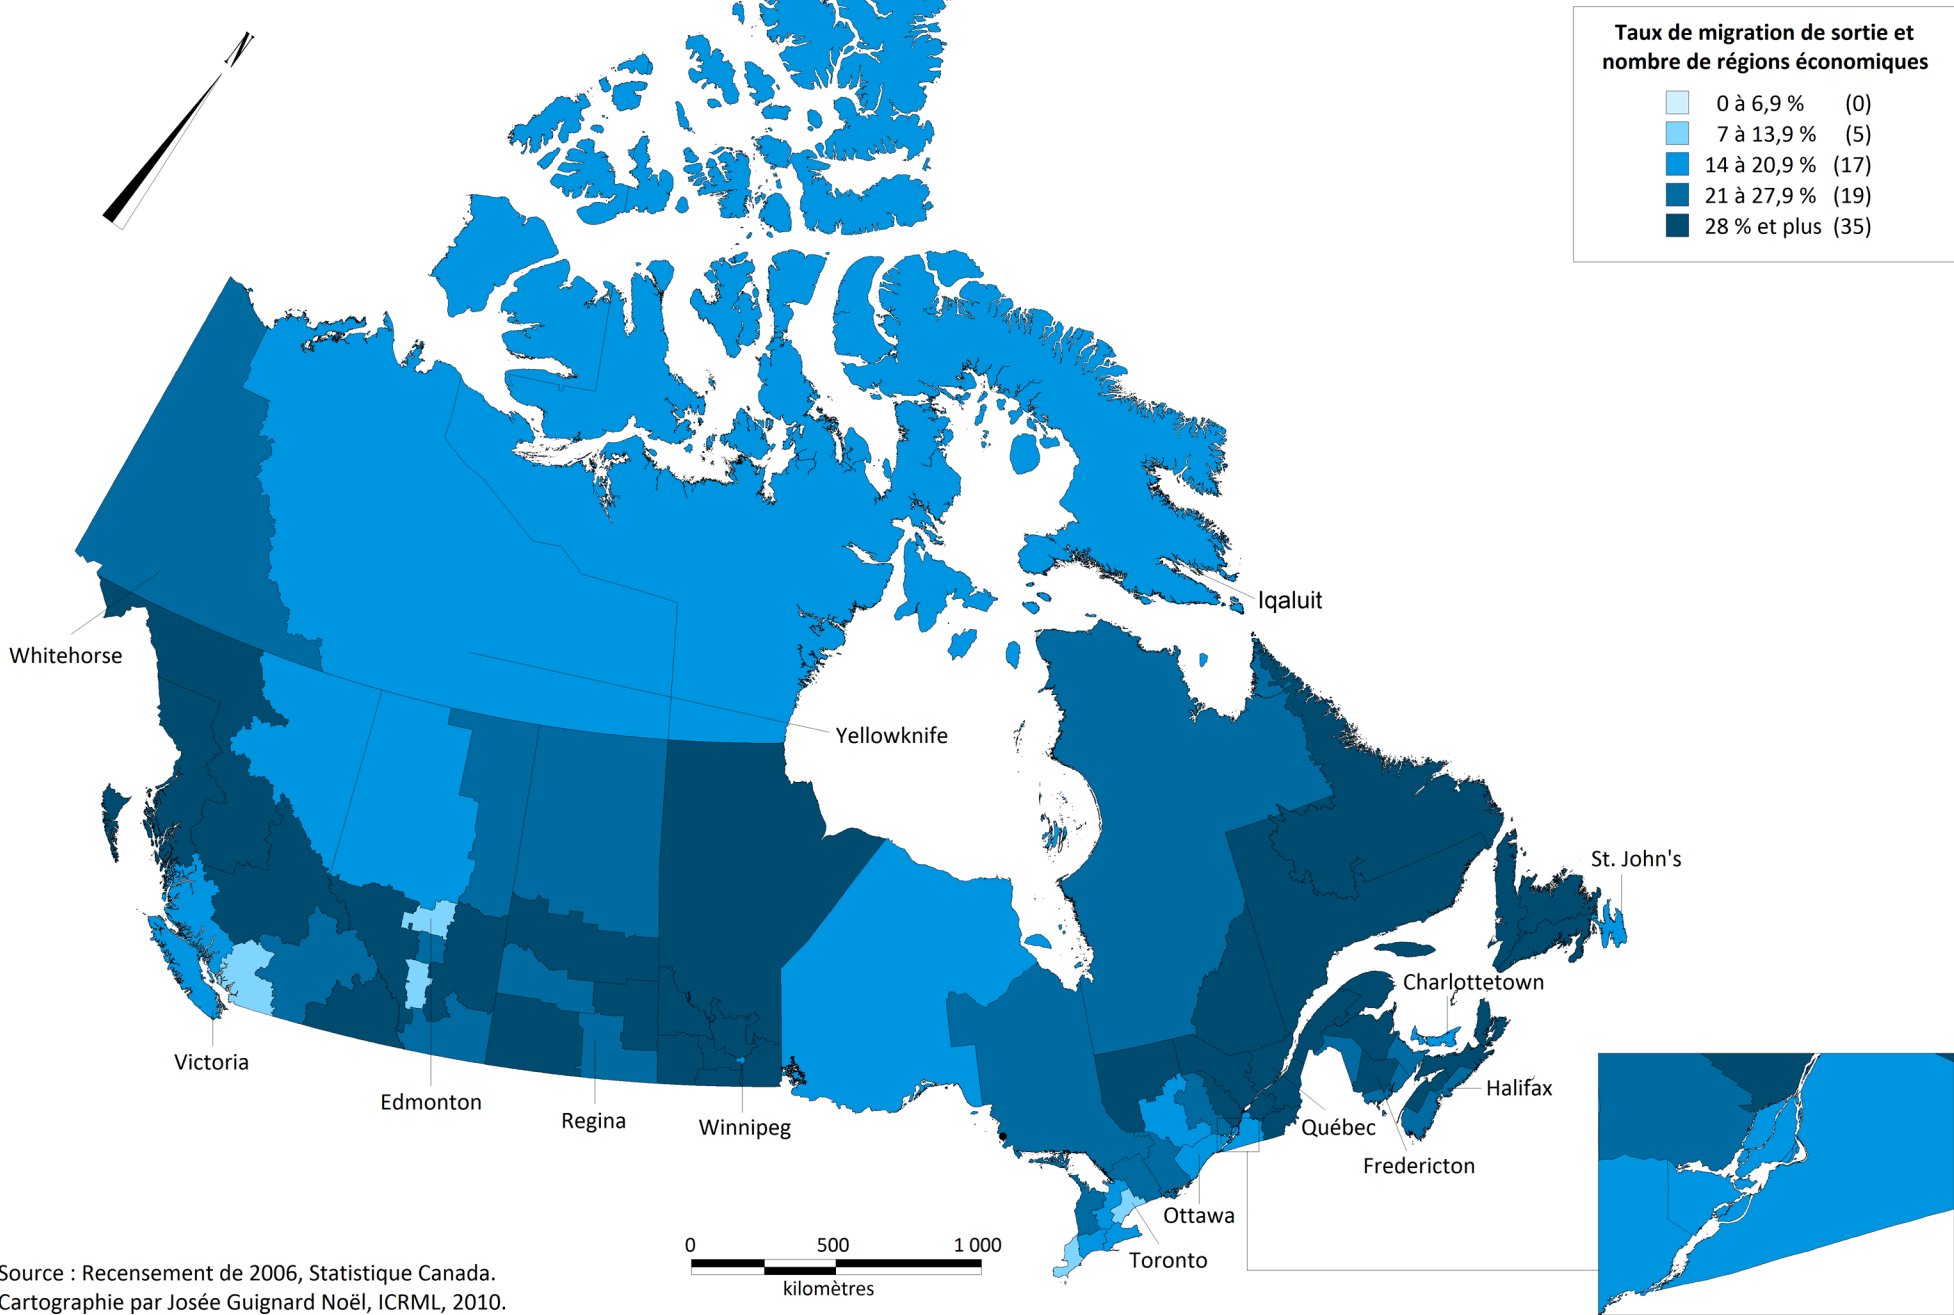 Taux de migration de sortie et
nombre de régions économiques
0 à 6,9 % (0)
7 à 13,9 % (5)
14 à 20,9 % (17)
21 à 27,9 % (19)
28 % et plus (35)
Iqaluit
Whitehorse
Yellowknife
St. John's
Charlottetown
Victoria
Edmonton
Regina
Winnipeg
Halifax
Québec
Fredericton
Ottawa
Toronto
0 500 1 000
kilomètres
Source : Recensement de 2006, Statistique Canada.
Cartographie par Josée Guignard Noël, ICRML, 2010.